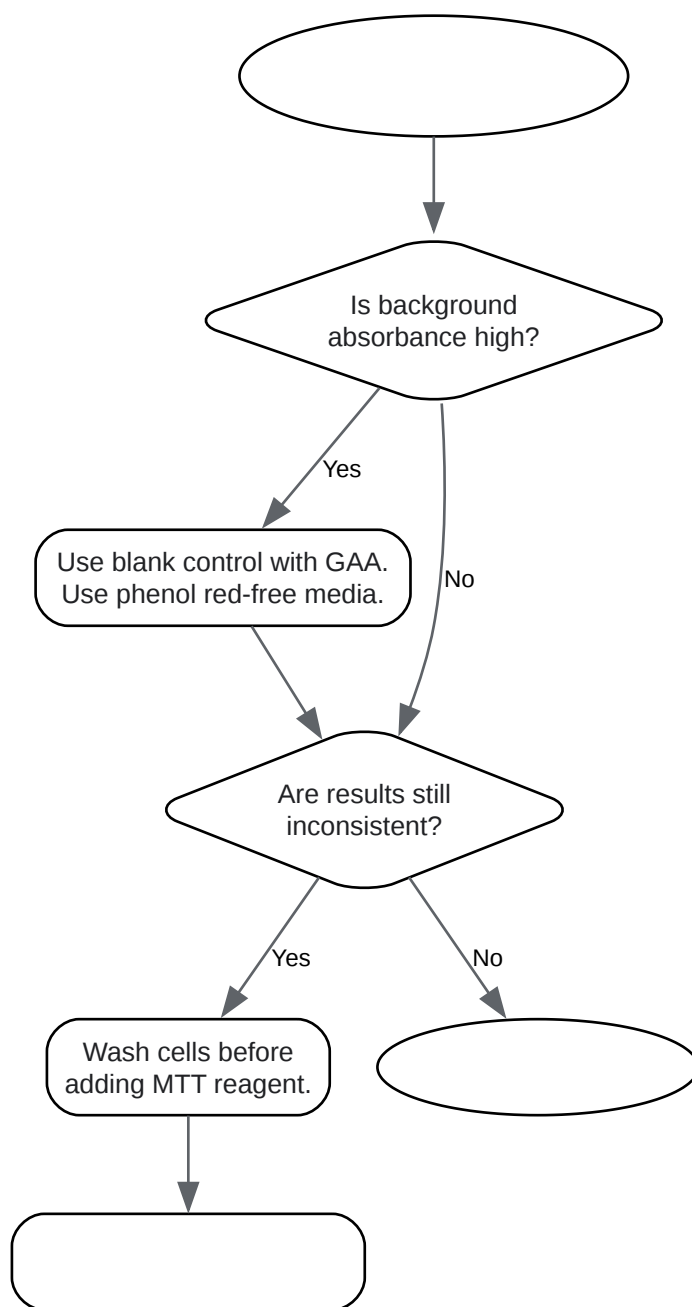 Is background
absorbance high?
Yes
Use blank control with GAA.
Use phenol red-free media.
No
Are results still
inconsistent?
Yes
No
Wash cells before
adding MTT reagent.